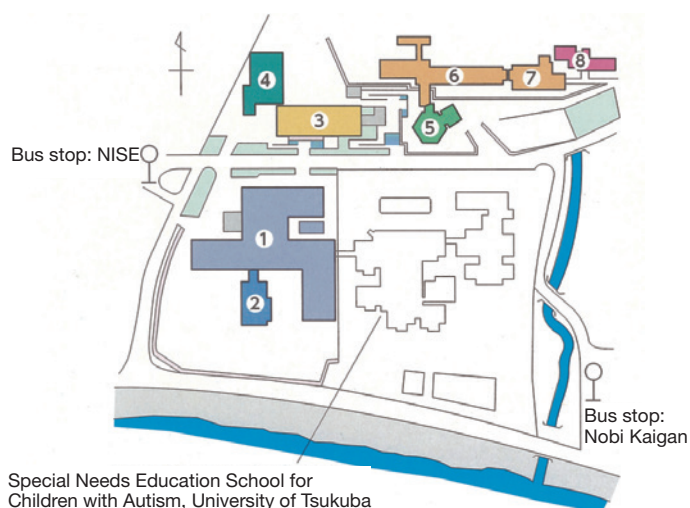 8
4
6
7
3
5
Bus stop: NISE
1
2
Bus stop:
Nobi Kaigan
Special Needs Education School for
Children with Autism, University of Tsukuba